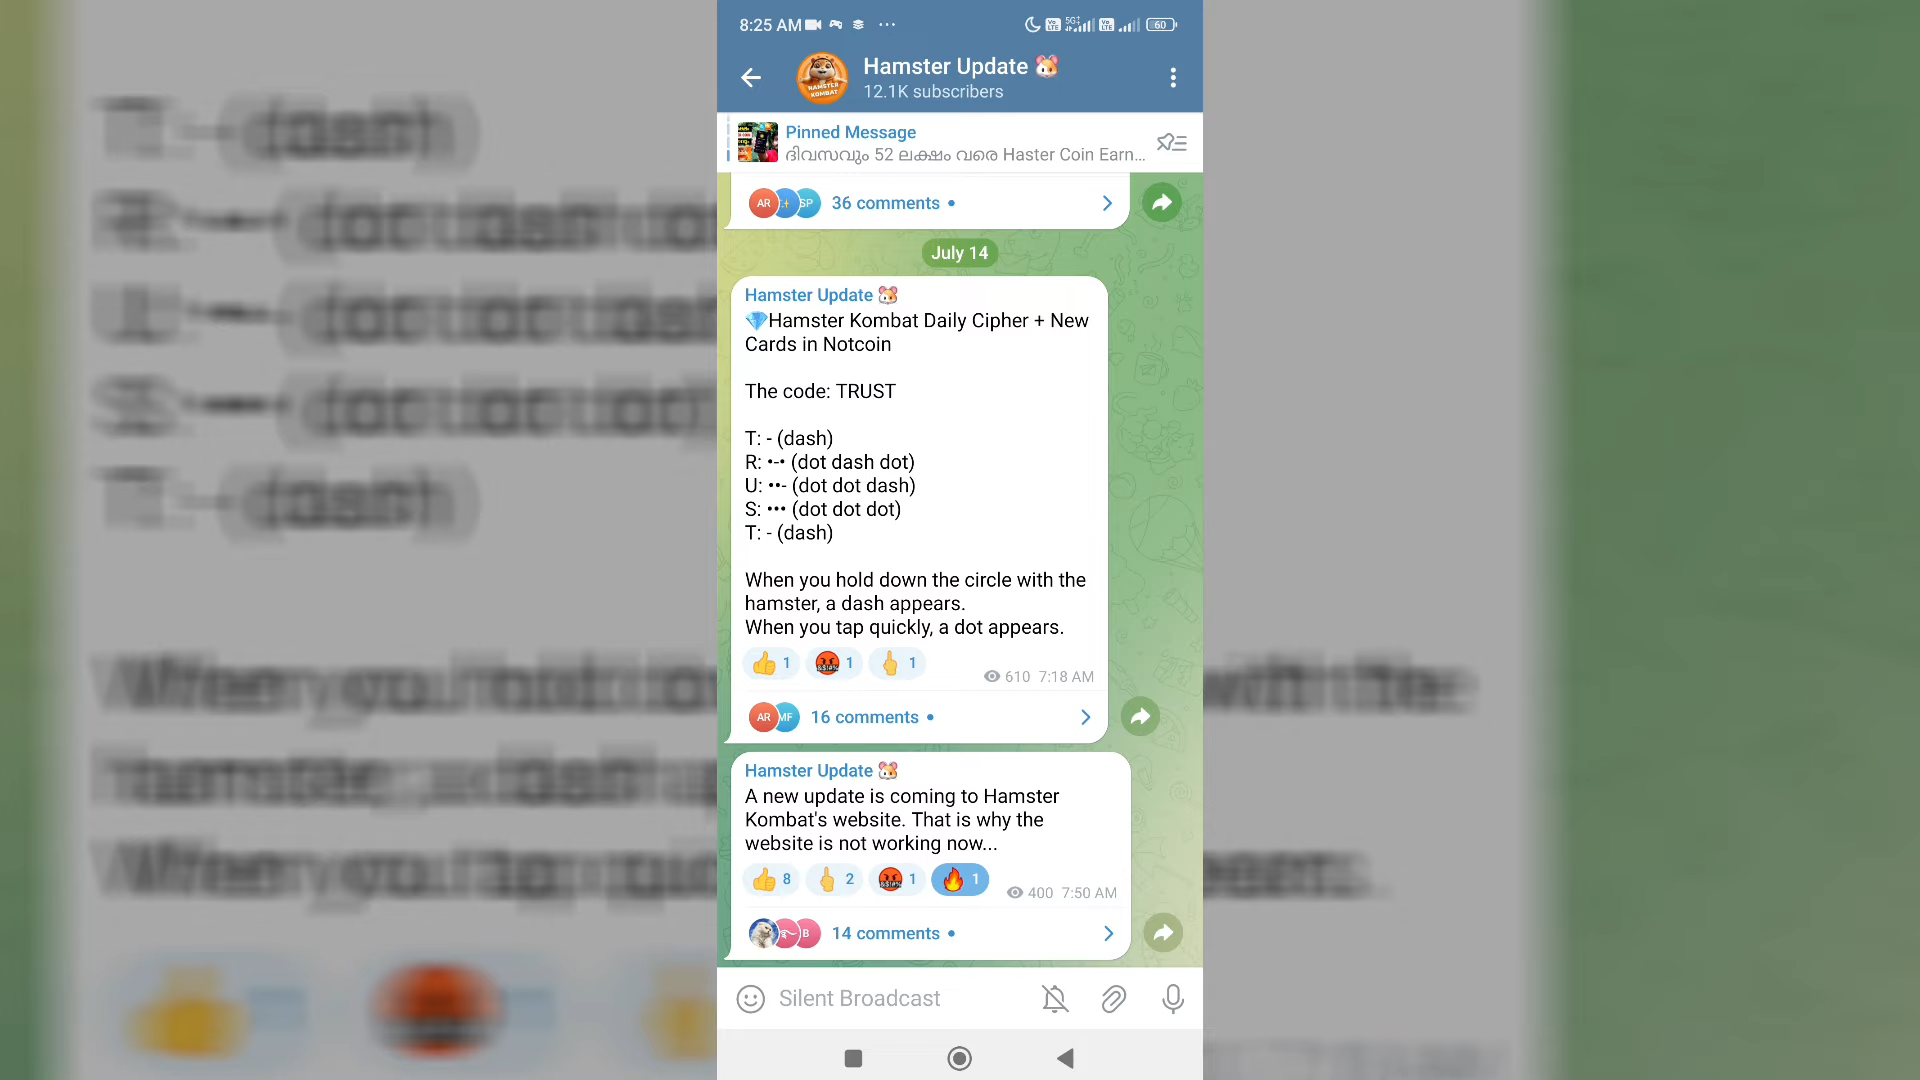 8:25 AM
60
Hamster Update 🐹
12.1K subscribers
Pinned Message
ദിവസവും 52 ലക്ഷം വരെ Haster Coin Earn...
AR SP 36 comments
July 14
Hamster Update 🐹
💎Hamster Kombat Daily Cipher + New
Cards in Notcoin
The code: TRUST
T: - (dash)
R: •-• (dot dash dot)
U: ••- (dot dot dash)
S: ••• (dot dot dot)
T: - (dash)
When you hold down the circle with the
hamster, a dash appears.
When you tap quickly, a dot appears.
👍 1 🤬 1 🖕 1
610 7:18 AM
AR MF 16 comments
Hamster Update 🐹
A new update is coming to Hamster
Kombat's website. That is why the
website is not working now...
👍 8 🖕 2 🤬 1 🔥 1
400 7:50 AM
B 14 comments
Silent Broadcast